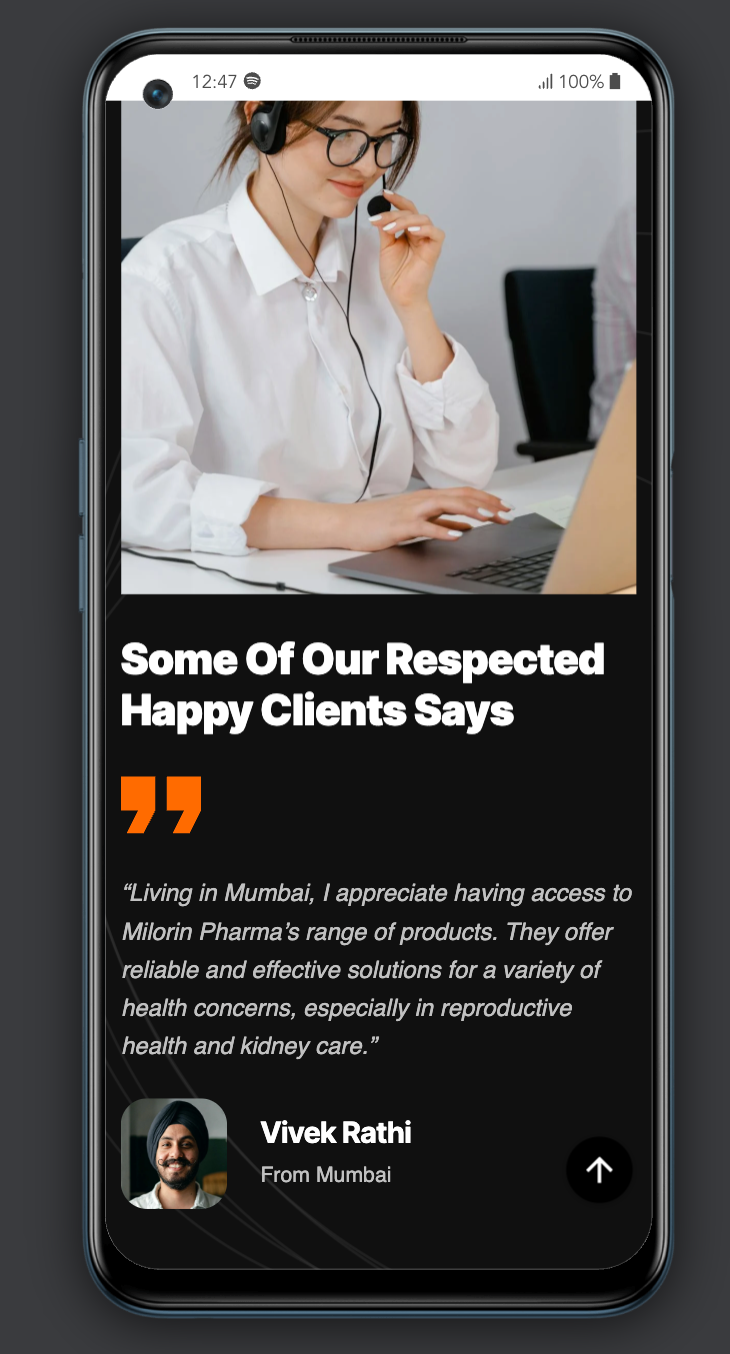 12:47
100%
Some Of Our Respected
Happy Clients Says
“Living in Mumbai, I appreciate having access to
Milorin Pharma’s range of products. They offer
reliable and effective solutions for a variety of
health concerns, especially in reproductive
health and kidney care.”
Vivek Rathi
From Mumbai